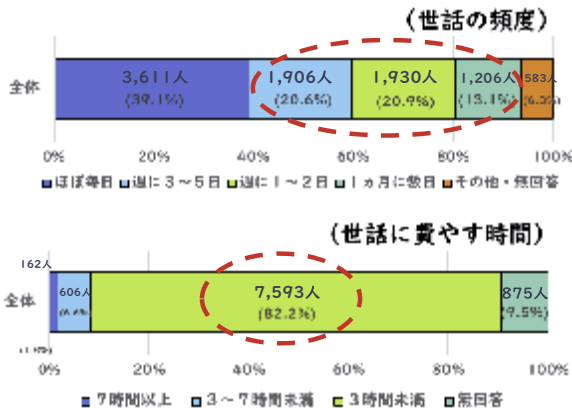 （世話の頻度）
3,611人 1,906人 1,930人 1,206人 583人
全体
(39.1%) (20.6%) (20.9%) (13.1%) (6.3%)
0% 20% 40% 60% 80% 100%
ほぼ毎日 週に３～５日 週に１～２日 １ヵ月に数日 その他・無回答
（世話に費やす時間）
162人
606人 7,593人 875人
全体
(6.6%) (82.2%) (9.5%)
0% 20% 40% 60% 80% 100%
７時間以上 ３～７時間未満 ３時間未満 無回答